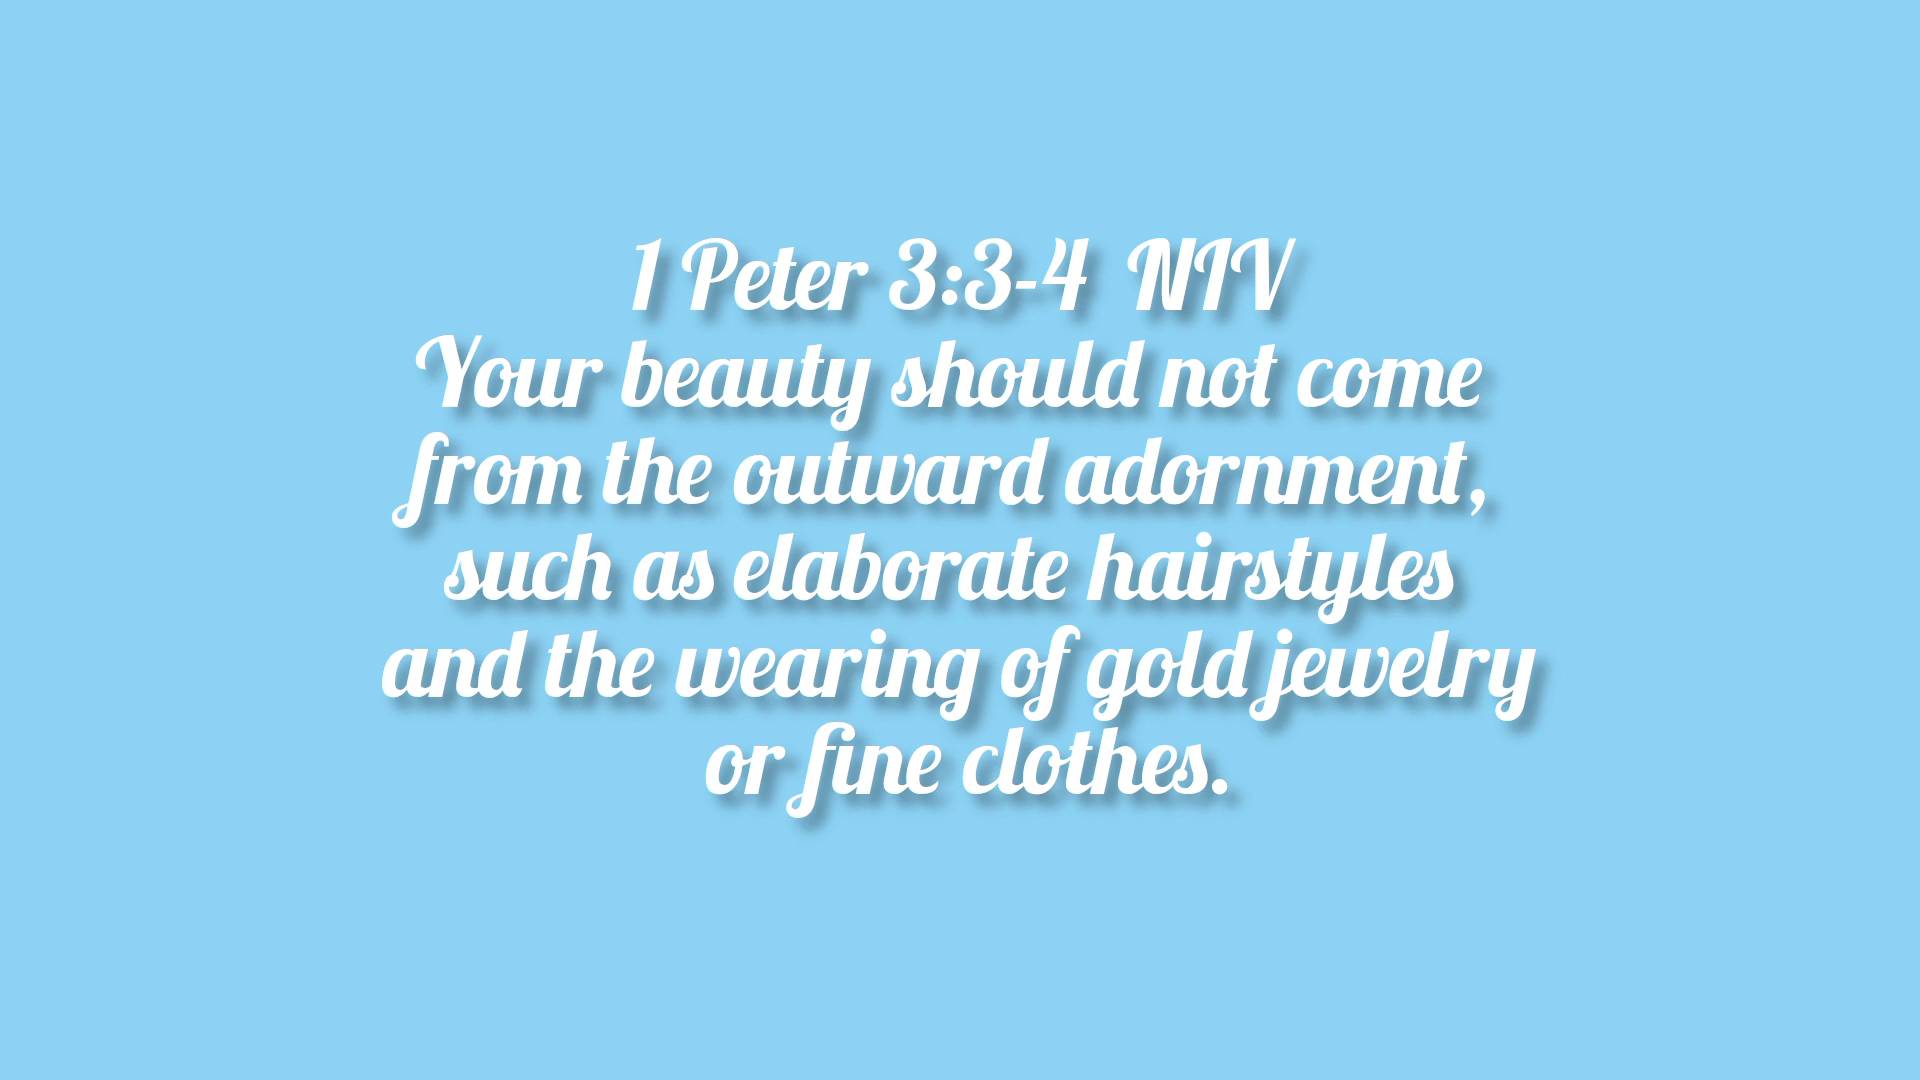 1 Peter 3:3-4 NIV
Your beauty should not come
from the outward adornment,
such as elaborate hairstyles
and the wearing of gold jewelry
or fine clothes.